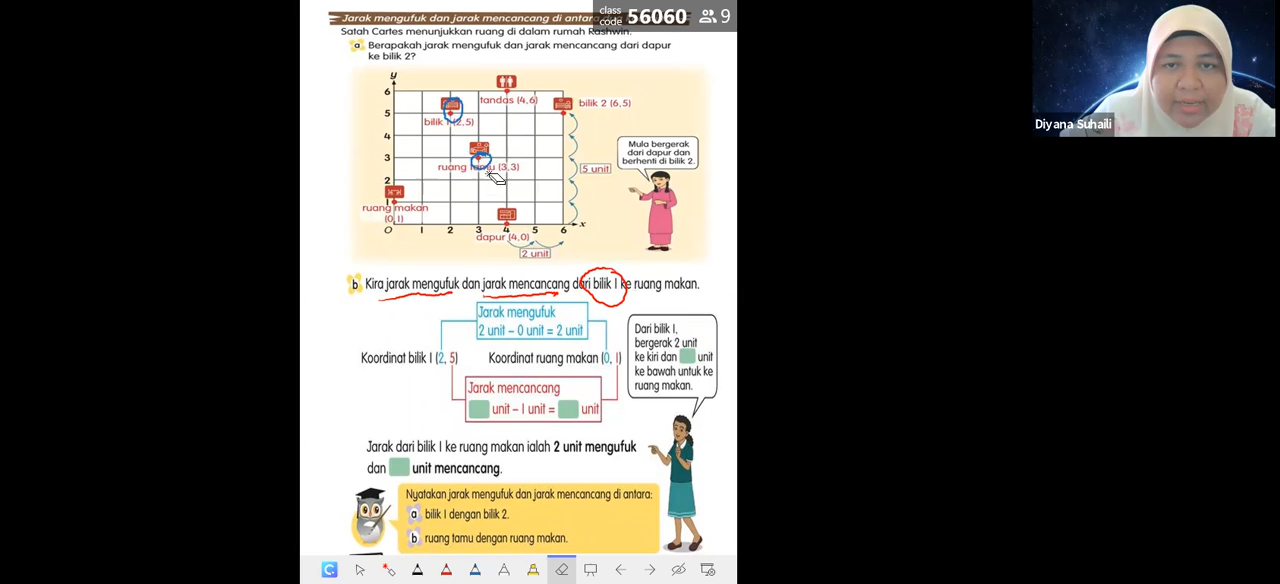 class
code 56060 9
Jarak mengufuk dan jarak mencancang di antara
Satah Cartes menunjukkan ruang di dalam rumah Rashwin.
a Berapakah jarak mengufuk dan jarak mencancang dari dapur
ke bilik 2?
y
6
5
4
3
2
1
O 1 2 3 4 5 6 x
tandas (4,6)
bilik 2 (6,5)
bilik 1 (2,5)
ruang tamu (3,3)
ruang makan
(0,1)
dapur (4,0)
5 unit
2 unit
Mula bergerak
dari dapur dan
berhenti di bilik 2.
Diyana Suhaili
b Kira jarak mengufuk dan jarak mencancang dari bilik 1 ke ruang makan.
Jarak mengufuk
2 unit – 0 unit = 2 unit
Koordinat bilik 1 (2, 5) Koordinat ruang makan (0, 1)
Jarak mencancang
unit – 1 unit = unit
Dari bilik 1,
bergerak 2 unit
ke kiri dan unit
ke bawah untuk ke
ruang makan.
Jarak dari bilik 1 ke ruang makan ialah 2 unit mengufuk
dan unit mencancang.
Nyatakan jarak mengufuk dan jarak mencancang di antara:
a bilik 1 dengan bilik 2.
b ruang tamu dengan ruang makan.